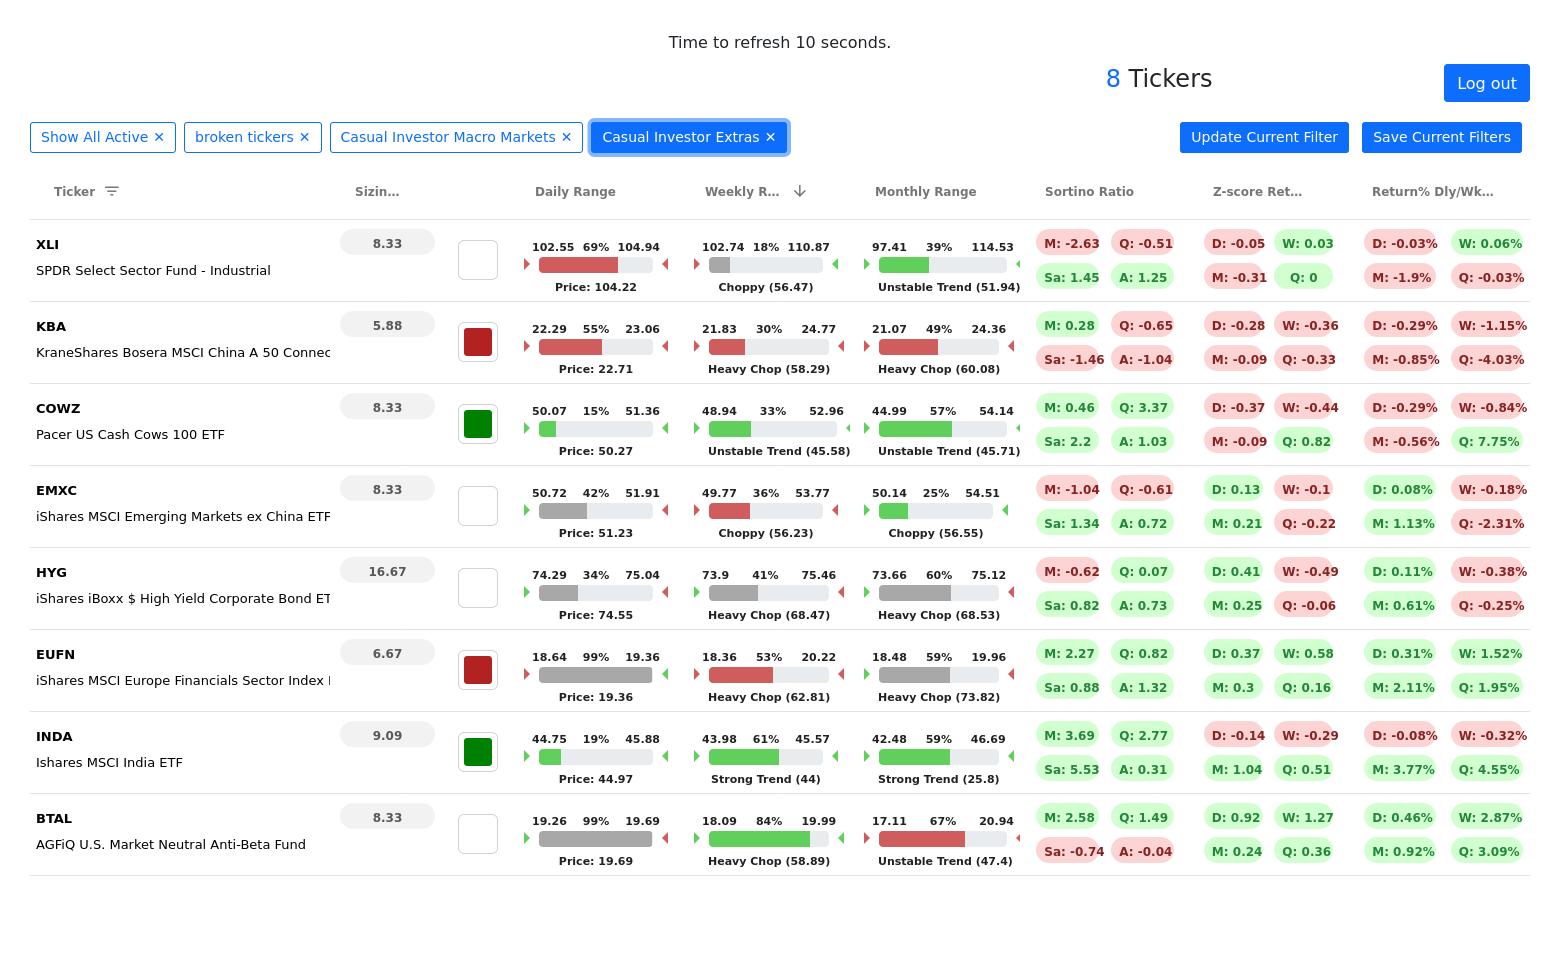 Time to refresh 10 seconds.
8 Tickers
Log out
Show All Active ✕ broken tickers ✕ Casual Investor Macro Markets ✕ Casual Investor Extras ✕ Update Current Filter Save Current Filters
Ticker Sizin... Daily Range Weekly R... Monthly Range Sortino Ratio Z-score Ret... Return% Dly/Wk...
XLI 8.33 102.55 69% 104.94 102.74 18% 110.87 97.41 39% 114.53 M: -2.63 Q: -0.51 D: -0.05 W: 0.03 D: -0.03% W: 0.06%
SPDR Select Sector Fund - Industrial Sa: 1.45 A: 1.25 M: -0.31 Q: 0 M: -1.9% Q: -0.03%
Price: 104.22 Choppy (56.47) Unstable Trend (51.94)
KBA 5.88 22.29 55% 23.06 21.83 30% 24.77 21.07 49% 24.36 M: 0.28 Q: -0.65 D: -0.28 W: -0.36 D: -0.29% W: -1.15%
KraneShares Bosera MSCI China A 50 Connec Sa: -1.46 A: -1.04 M: -0.09 Q: -0.33 M: -0.85% Q: -4.03%
Price: 22.71 Heavy Chop (58.29) Heavy Chop (60.08)
COWZ 8.33 50.07 15% 51.36 48.94 33% 52.96 44.99 57% 54.14 M: 0.46 Q: 3.37 D: -0.37 W: -0.44 D: -0.29% W: -0.84%
Pacer US Cash Cows 100 ETF Sa: 2.2 A: 1.03 M: -0.09 Q: 0.82 M: -0.56% Q: 7.75%
Price: 50.27 Unstable Trend (45.58) Unstable Trend (45.71)
EMXC 8.33 50.72 42% 51.91 49.77 36% 53.77 50.14 25% 54.51 M: -1.04 Q: -0.61 D: 0.13 W: -0.1 D: 0.08% W: -0.18%
iShares MSCI Emerging Markets ex China ETF Sa: 1.34 A: 0.72 M: 0.21 Q: -0.22 M: 1.13% Q: -2.31%
Price: 51.23 Choppy (56.23) Choppy (56.55)
HYG 16.67 74.29 34% 75.04 73.9 41% 75.46 73.66 60% 75.12 M: -0.62 Q: 0.07 D: 0.41 W: -0.49 D: 0.11% W: -0.38%
iShares iBoxx $ High Yield Corporate Bond ET Sa: 0.82 A: 0.73 M: 0.25 Q: -0.06 M: 0.61% Q: -0.25%
Price: 74.55 Heavy Chop (68.47) Heavy Chop (68.53)
EUFN 6.67 18.64 99% 19.36 18.36 53% 20.22 18.48 59% 19.96 M: 2.27 Q: 0.82 D: 0.37 W: 0.58 D: 0.31% W: 1.52%
iShares MSCI Europe Financials Sector Index Sa: 0.88 A: 1.32 M: 0.3 Q: 0.16 M: 2.11% Q: 1.95%
Price: 19.36 Heavy Chop (62.81) Heavy Chop (73.82)
INDA 9.09 44.75 19% 45.88 43.98 61% 45.57 42.48 59% 46.69 M: 3.69 Q: 2.77 D: -0.14 W: -0.29 D: -0.08% W: -0.32%
Ishares MSCI India ETF Sa: 5.53 A: 0.31 M: 1.04 Q: 0.51 M: 3.77% Q: 4.55%
Price: 44.97 Strong Trend (44) Strong Trend (25.8)
BTAL 8.33 19.26 99% 19.69 18.09 84% 19.99 17.11 67% 20.94 M: 2.58 Q: 1.49 D: 0.92 W: 1.27 D: 0.46% W: 2.87%
AGFiQ U.S. Market Neutral Anti-Beta Fund Sa: -0.74 A: -0.04 M: 0.24 Q: 0.36 M: 0.92% Q: 3.09%
Price: 19.69 Heavy Chop (58.89) Unstable Trend (47.4)